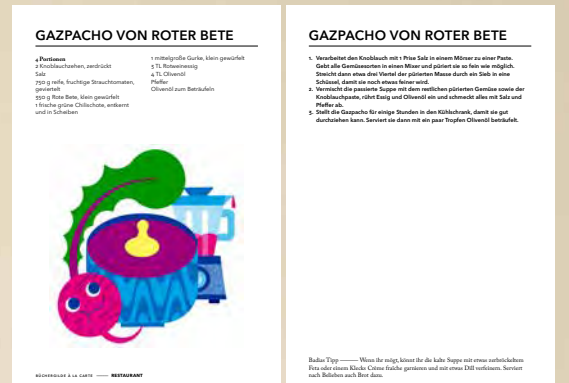 GAZPACHO VON ROTER BETE
4 Portionen
2 Knoblauchzehen, zerdrückt
Salz
750 g reife, fruchtige Strauchtomaten,
geviertelt
550 g Rote Bete, klein gewürfelt
1 frische grüne Chilischote, entkernt
und in Scheiben
1 mittelgroße Gurke, klein gewürfelt
3 TL Rotweinessig
4 TL Olivenöl
Pfeffer
Olivenöl zum Beträufeln
BÜCHERGILDE À LA CARTE —— RESTAURANT
GAZPACHO VON ROTER BETE
1. Verarbeitet den Knoblauch mit 1 Prise Salz in einem Mörser zu einer Paste.
Gebt alle Gemüsesorten in einen Mixer und püriert sie so fein wie möglich.
Streicht dann etwa drei Viertel der pürierten Masse durch ein Sieb in eine
Schüssel, damit sie noch etwas feiner wird.
2. Vermischt die passierte Suppe mit dem restlichen pürierten Gemüse sowie der
Knoblauchpaste, rührt Essig und Olivenöl ein und schmeckt alles mit Salz und
Pfeffer ab.
3. Stellt die Gazpacho für einige Stunden in den Kühlschrank, damit sie gut
durchziehen kann. Serviert sie dann mit ein paar Tropfen Olivenöl beträufelt.
Badias Tipp —— Wenn ihr mögt, könnt ihr die kalte Suppe mit etwas zerbröckeltem
Feta oder einem Klecks Crème fraîche garnieren und mit etwas Dill verfeinern. Serviert
nach Belieben auch Brot dazu.